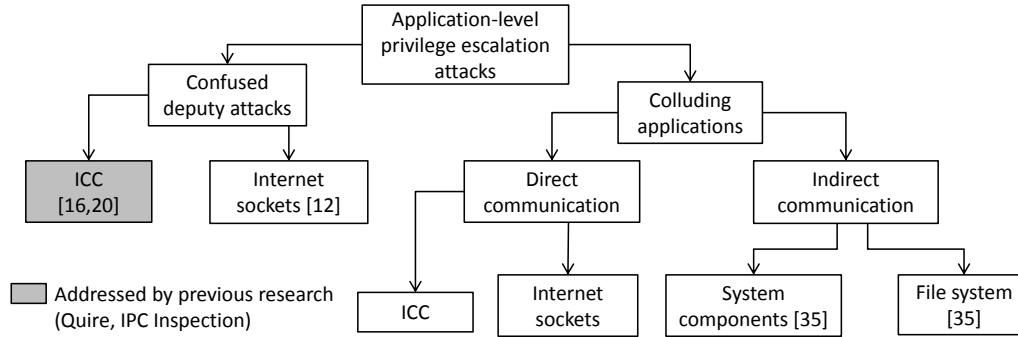 Application-level
privilege escalation
attacks
Confused
deputy attacks
Colluding
applications
ICC
[16,20]
Internet
sockets [12]
Direct
communication
Indirect
communication
ICC
Internet
sockets
System
components [35]
File system
[35]
Addressed by previous research
(Quire, IPC Inspection)